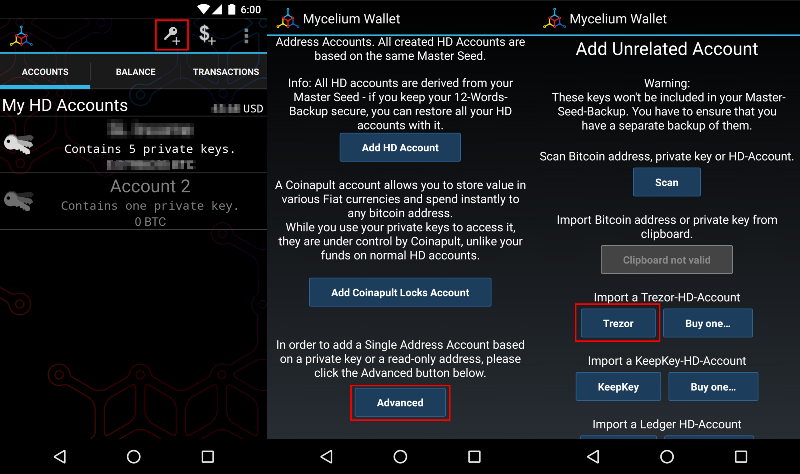 6:00
ACCOUNTS
BALANCE
TRANSACTIONS
My HD Accounts
USD
Contains 5 private keys.
BTC
Account 2
Contains one private key.
0 BTC
Mycelium Wallet
Address Accounts. All created HD Accounts are
based on the same Master Seed.
Info: All HD accounts are derived from your
Master Seed - if you keep your 12-Words-
Backup secure, you can restore all your HD
accounts with it.
Add HD Account
A Coinapult account allows you to store value in
various Fiat currencies and spend instantly to
any bitcoin address.
While you use your private keys to access it,
they are under control by Coinapult, unlike your
funds on normal HD accounts.
Add Coinapult Locks Account
In order to add a Single Address Account based
on a private key or a read-only address, please
click the Advanced button below.
Advanced
Mycelium Wallet
Add Unrelated Account
Warning:
These keys won't be included in your Master-
Seed-Backup. You have to ensure that you
have a separate backup of them.
Scan Bitcoin address, private key or HD-Account.
Scan
Import Bitcoin address or private key from
clipboard.
Clipboard not valid
Import a Trezor-HD-Account
Trezor
Buy one...
Import a KeepKey-HD-Account
KeepKey
Buy one...
Import a Ledger HD-Account